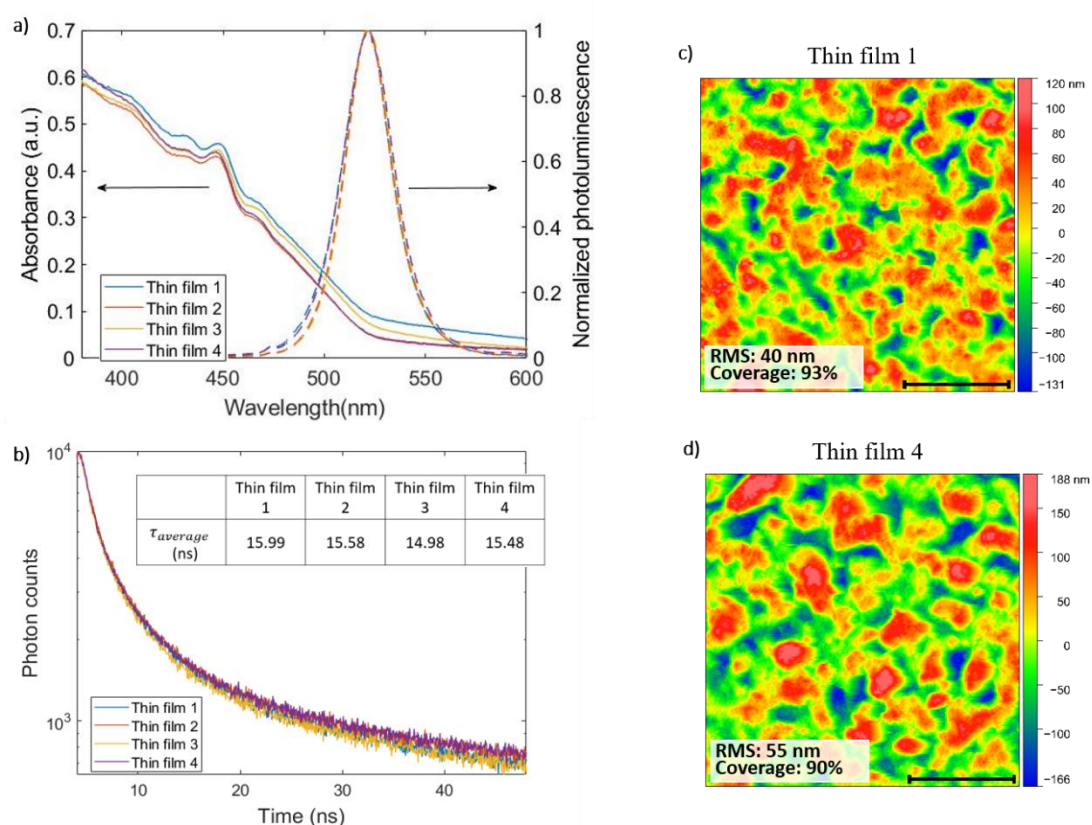 a)
0.7
0.6
0.5
0.4
0.3
0.2
0.1
0
Absorbance (a.u.)
1
0.8
0.6
0.4
0.2
0
Normalized photoluminescence
Thin film 1
Thin film 2
Thin film 3
Thin film 4
400 450 500 550 600
Wavelength(nm)
b)
10^4
10^3
Photon counts
Thin film 1 Thin film 2 Thin film 3 Thin film 4
τ_average (ns) 15.99 15.58 14.98 15.48
Thin film 1
Thin film 2
Thin film 3
Thin film 4
10 20 30 40
Time (ns)
c)
Thin film 1
120 nm
100
80
60
40
20
0
−20
−40
−60
−80
−100
−131
RMS: 40 nm
Coverage: 93%
d)
Thin film 4
188 nm
150
100
50
0
−50
−100
−166
RMS: 55 nm
Coverage: 90%